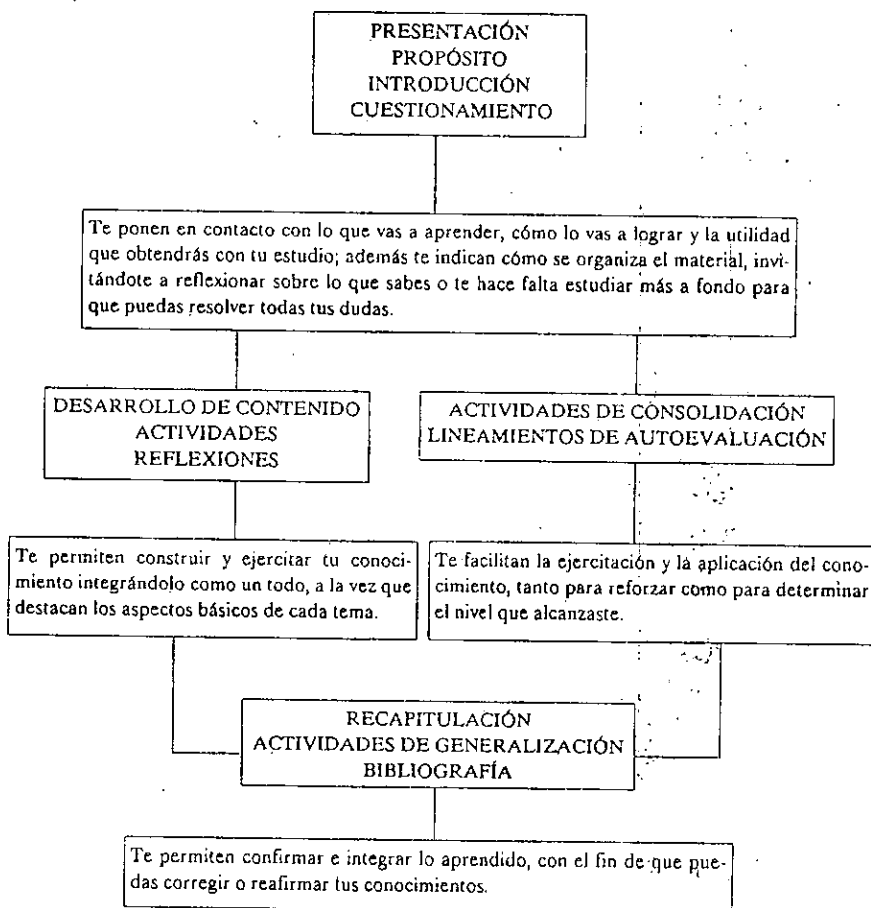 PRESENTACIÓN
PROPÓSITO
INTRODUCCIÓN
CUESTIONAMIENTO
Te ponen en contacto con lo que vas a aprender, cómo lo vas a lograr y la utilidad
que obtendrás con tu estudio; además te indican cómo se organiza el material, invi-
tándote a reflexionar sobre lo que sabes o te hace falta estudiar más a fondo para
que puedas resolver todas tus dudas.
DESARROLLO DE CONTENIDO
ACTIVIDADES
REFLEXIONES
ACTIVIDADES DE CONSOLIDACIÓN
LINEAMIENTOS DE AUTOEVALUACIÓN
Te permiten construir y ejercitar tu conoci-
miento integrándolo como un todo, a la vez que
destacan los aspectos básicos de cada tema.
Te facilitan la ejercitación y la aplicación del cono-
cimiento, tanto para reforzar como para determinar
el nivel que alcanzaste.
RECAPITULACIÓN
ACTIVIDADES DE GENERALIZACIÓN
BIBLIOGRAFÍA
Te permiten confirmar e integrar lo aprendido, con el fin de que pue-
das corregir o reafirmar tus conocimientos.